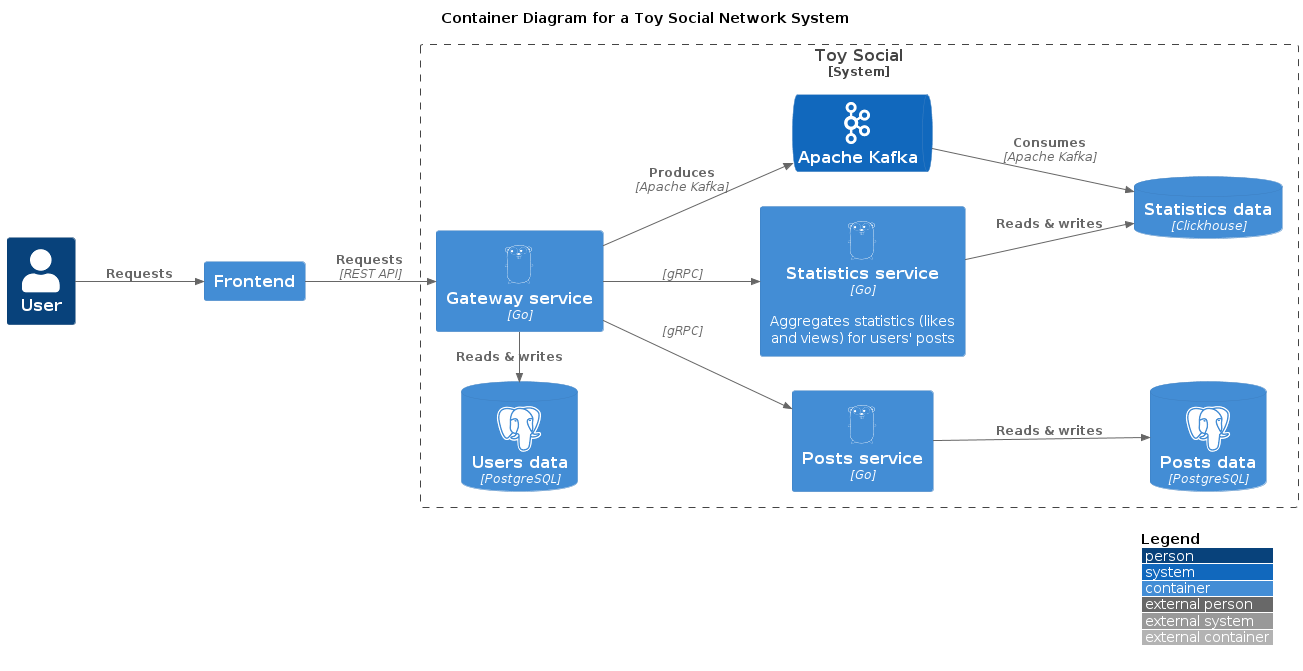 Container Diagram for a Toy Social Network System
Toy Social
[System]
Apache Kafka
Consumes
[Apache Kafka]
Produces
[Apache Kafka]
Statistics data
[Clickhouse]
Reads & writes
User
Requests
Frontend
Requests
[REST API]
Gateway service
[Go]
[gRPC]
Statistics service
[Go]
Aggregates statistics (likes
and views) for users' posts
[gRPC]
Reads & writes
Users data
[PostgreSQL]
Posts service
[Go]
Reads & writes
Posts data
[PostgreSQL]
Legend
person
system
container
external person
external system
external container